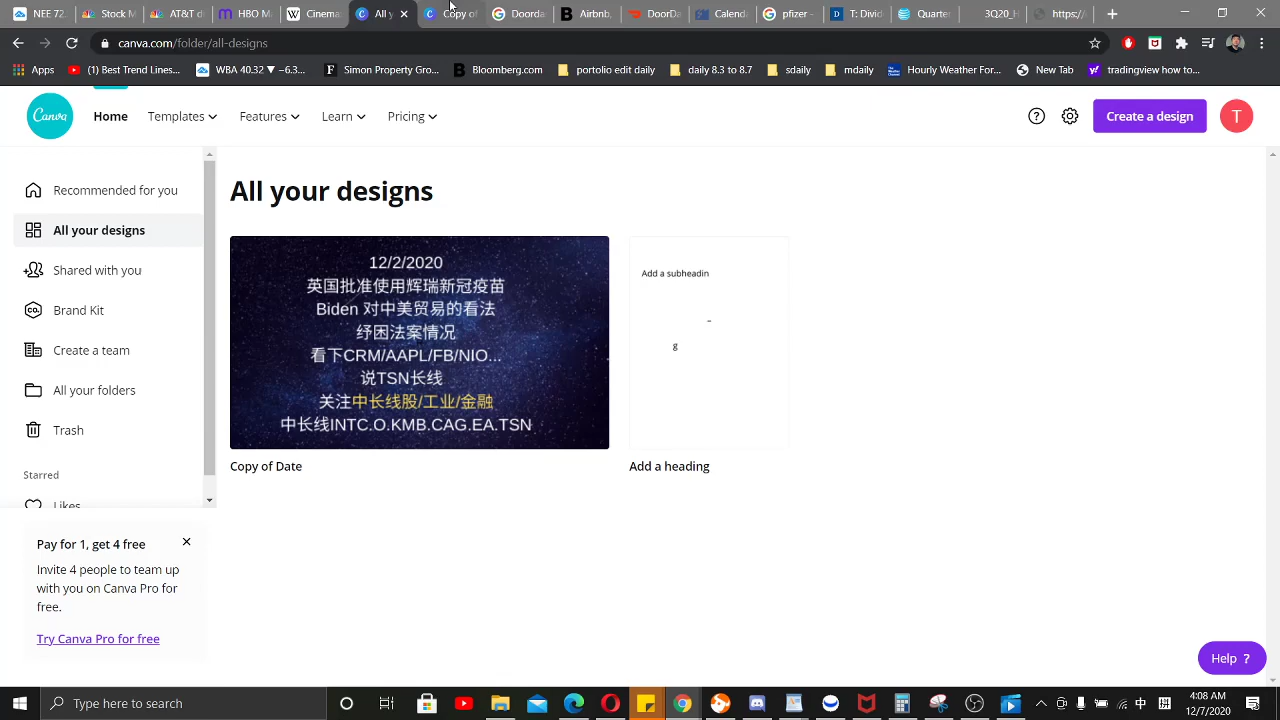 NEE 72.
Stock M
AT&T d
HBO M
Cinema
All y
Copy of
Doorda
Airbnb,
DoorDa
Calenda
pfizer -
T: Divid
Quarter
3CQ_H
https://s
canva.com/folder/all-designs
Apps
(1) Best Trend Lines...
WBA 40.32 ▼ −6.3...
Simon Property Gro...
Bloomberg.com
portolio edit daily
daily 8.3 to 8.7
sdaily
mdaily
Hourly Weather For...
New Tab
tradingview how to...
Canva
Home
Templates
Features
Learn
Pricing
Create a design
T
Recommended for you
All your designs
Shared with you
Brand Kit
Create a team
All your folders
Trash
Starred
Likes
Pay for 1, get 4 free
Invite 4 people to team up
with you on Canva Pro for
free.
Try Canva Pro for free
All your designs
12/2/2020
英国批准使用辉瑞新冠疫苗
Biden 对中美贸易的看法
纾困法案情况
看下CRM/AAPL/FB/NIO...
说TSN长线
关注中长线股/工业/金融
中长线INTC.O.KMB.CAG.EA.TSN
Copy of Date
Add a subheadin
g
Add a heading
Help ?
Type here to search
中
拼
4:08 AM
12/7/2020